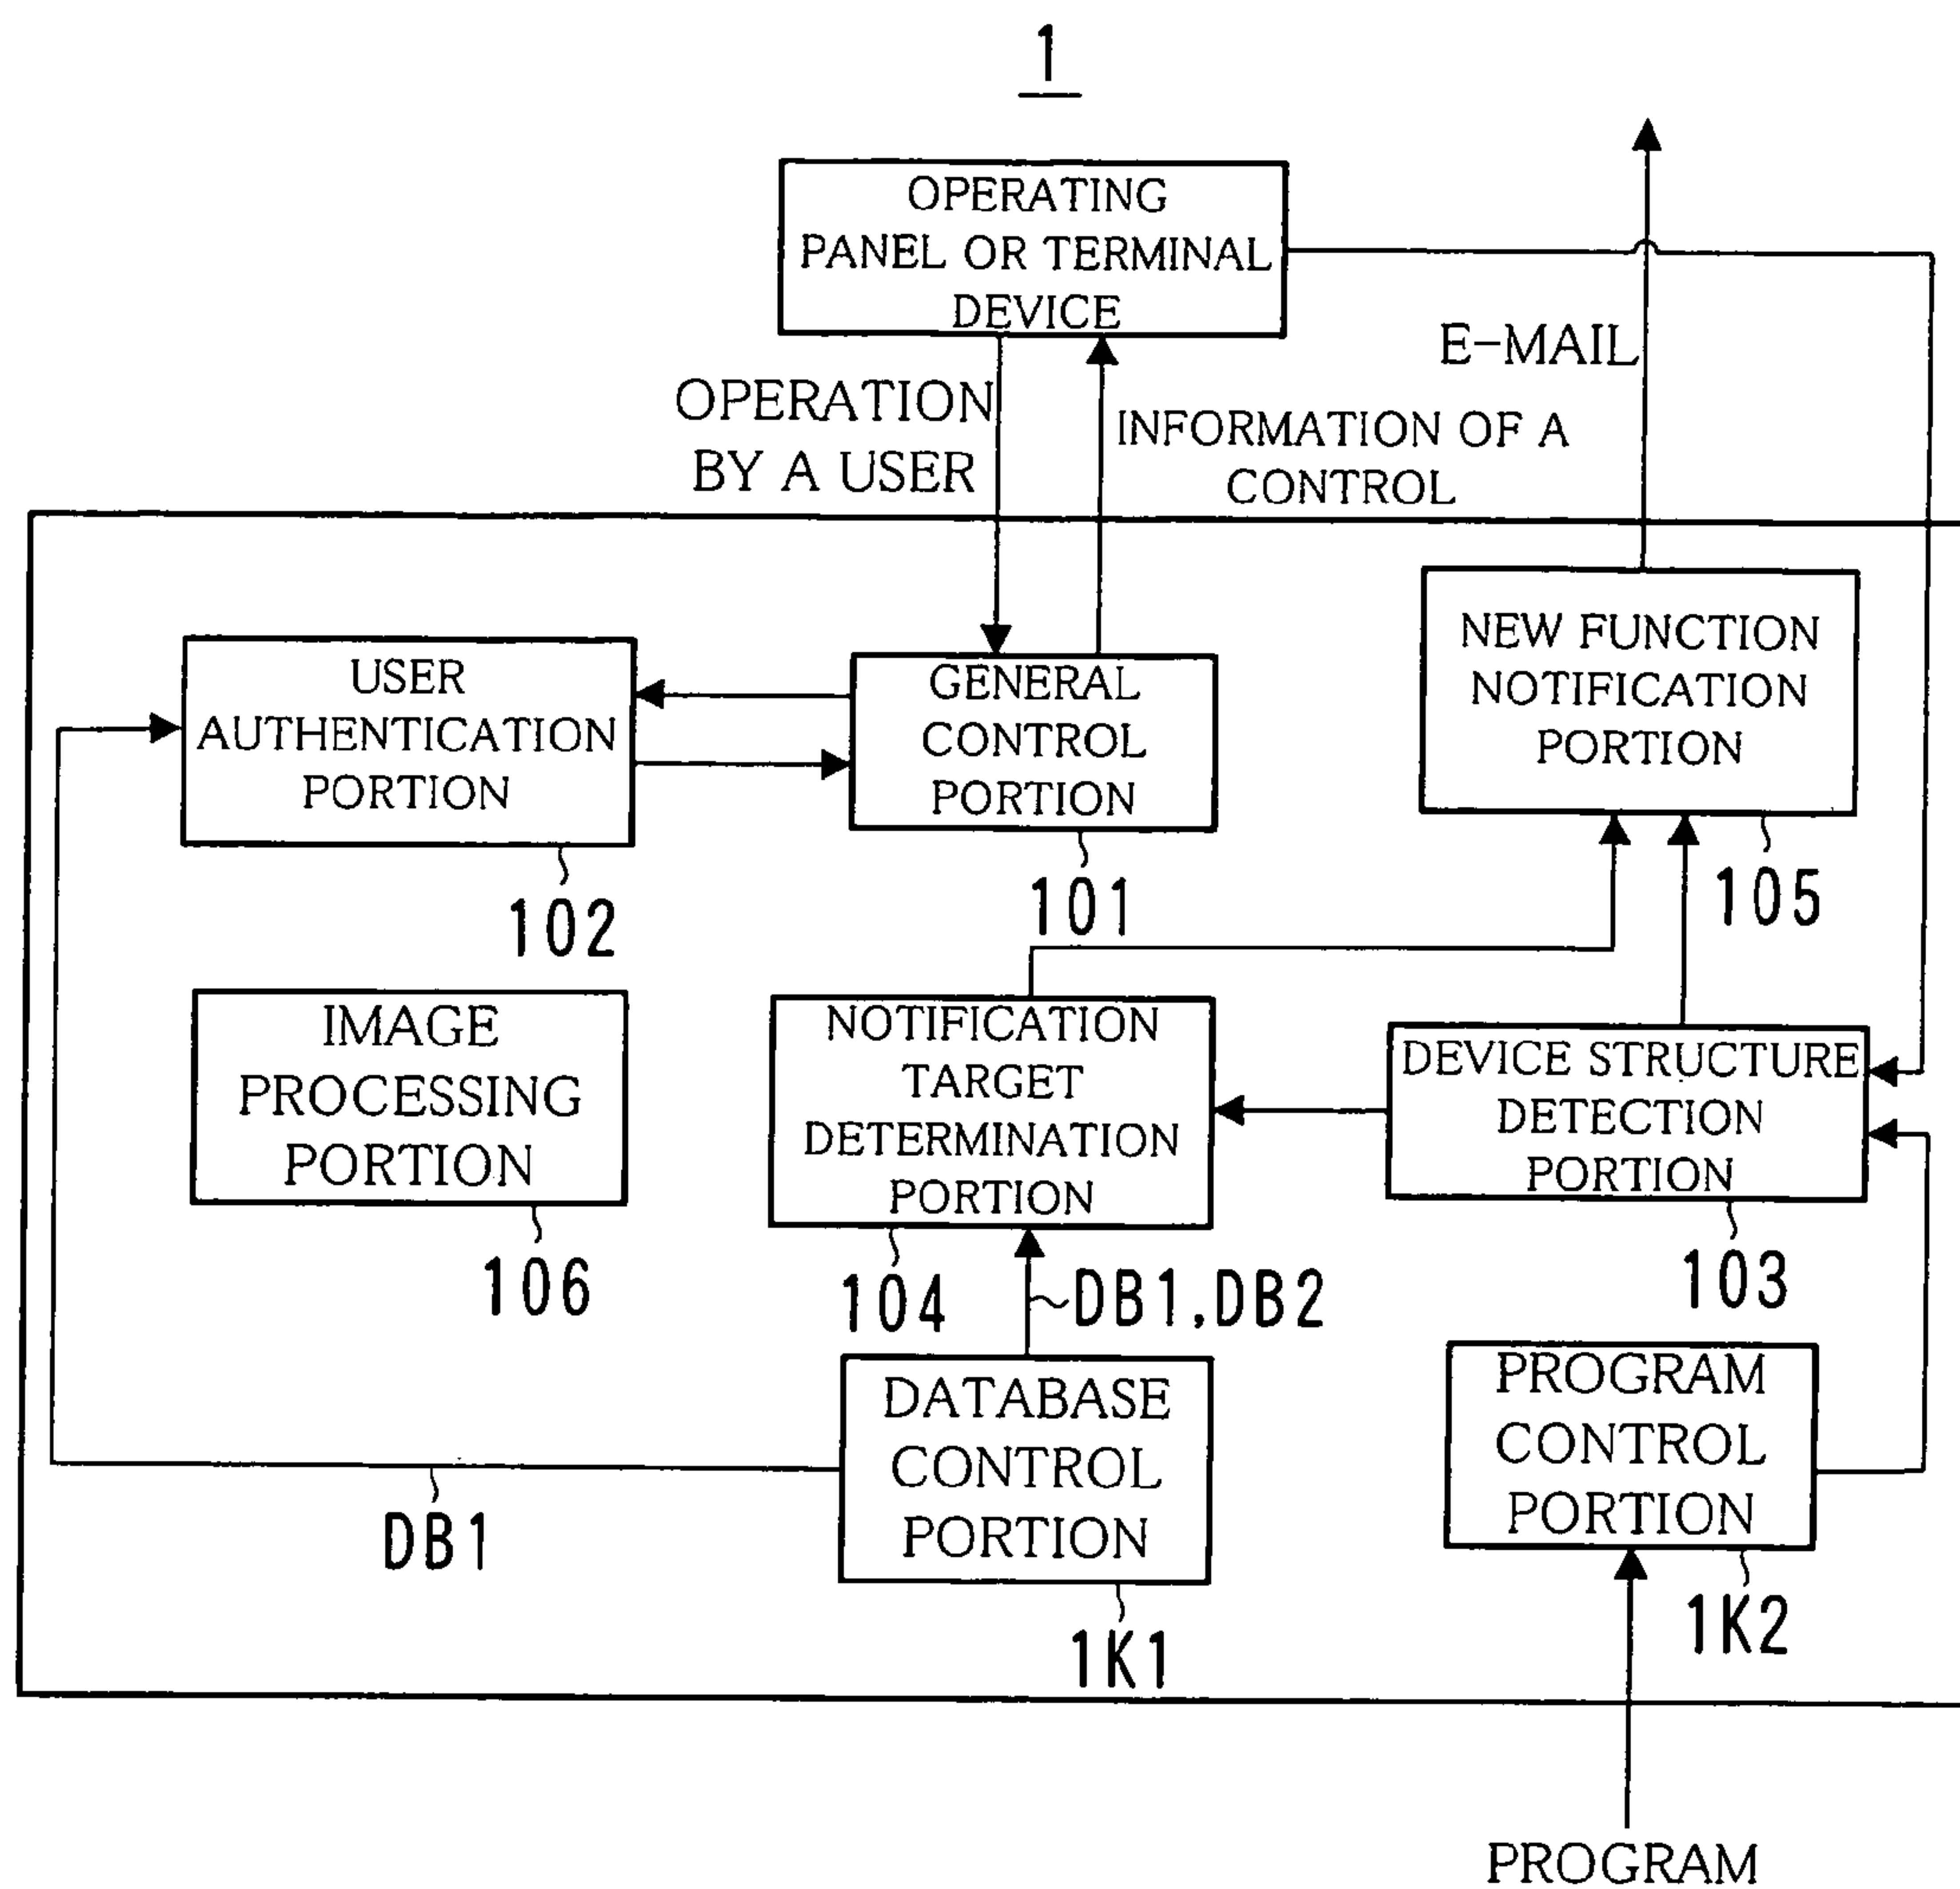 1
OPERATING
PANEL OR TERMINAL
DEVICE
E-MAIL
OPERATION
BY A USER
INFORMATION OF A
CONTROL
USER
AUTHENTICATION
PORTION
102
GENERAL
CONTROL
PORTION
101
NEW FUNCTION
NOTIFICATION
PORTION
105
IMAGE
PROCESSING
PORTION
106
NOTIFICATION
TARGET
DETERMINATION
PORTION
104
DEVICE STRUCTURE
DETECTION
PORTION
103
DB1,DB2
DATABASE
CONTROL
PORTION
1K1
DB1
PROGRAM
CONTROL
PORTION
1K2
PROGRAM